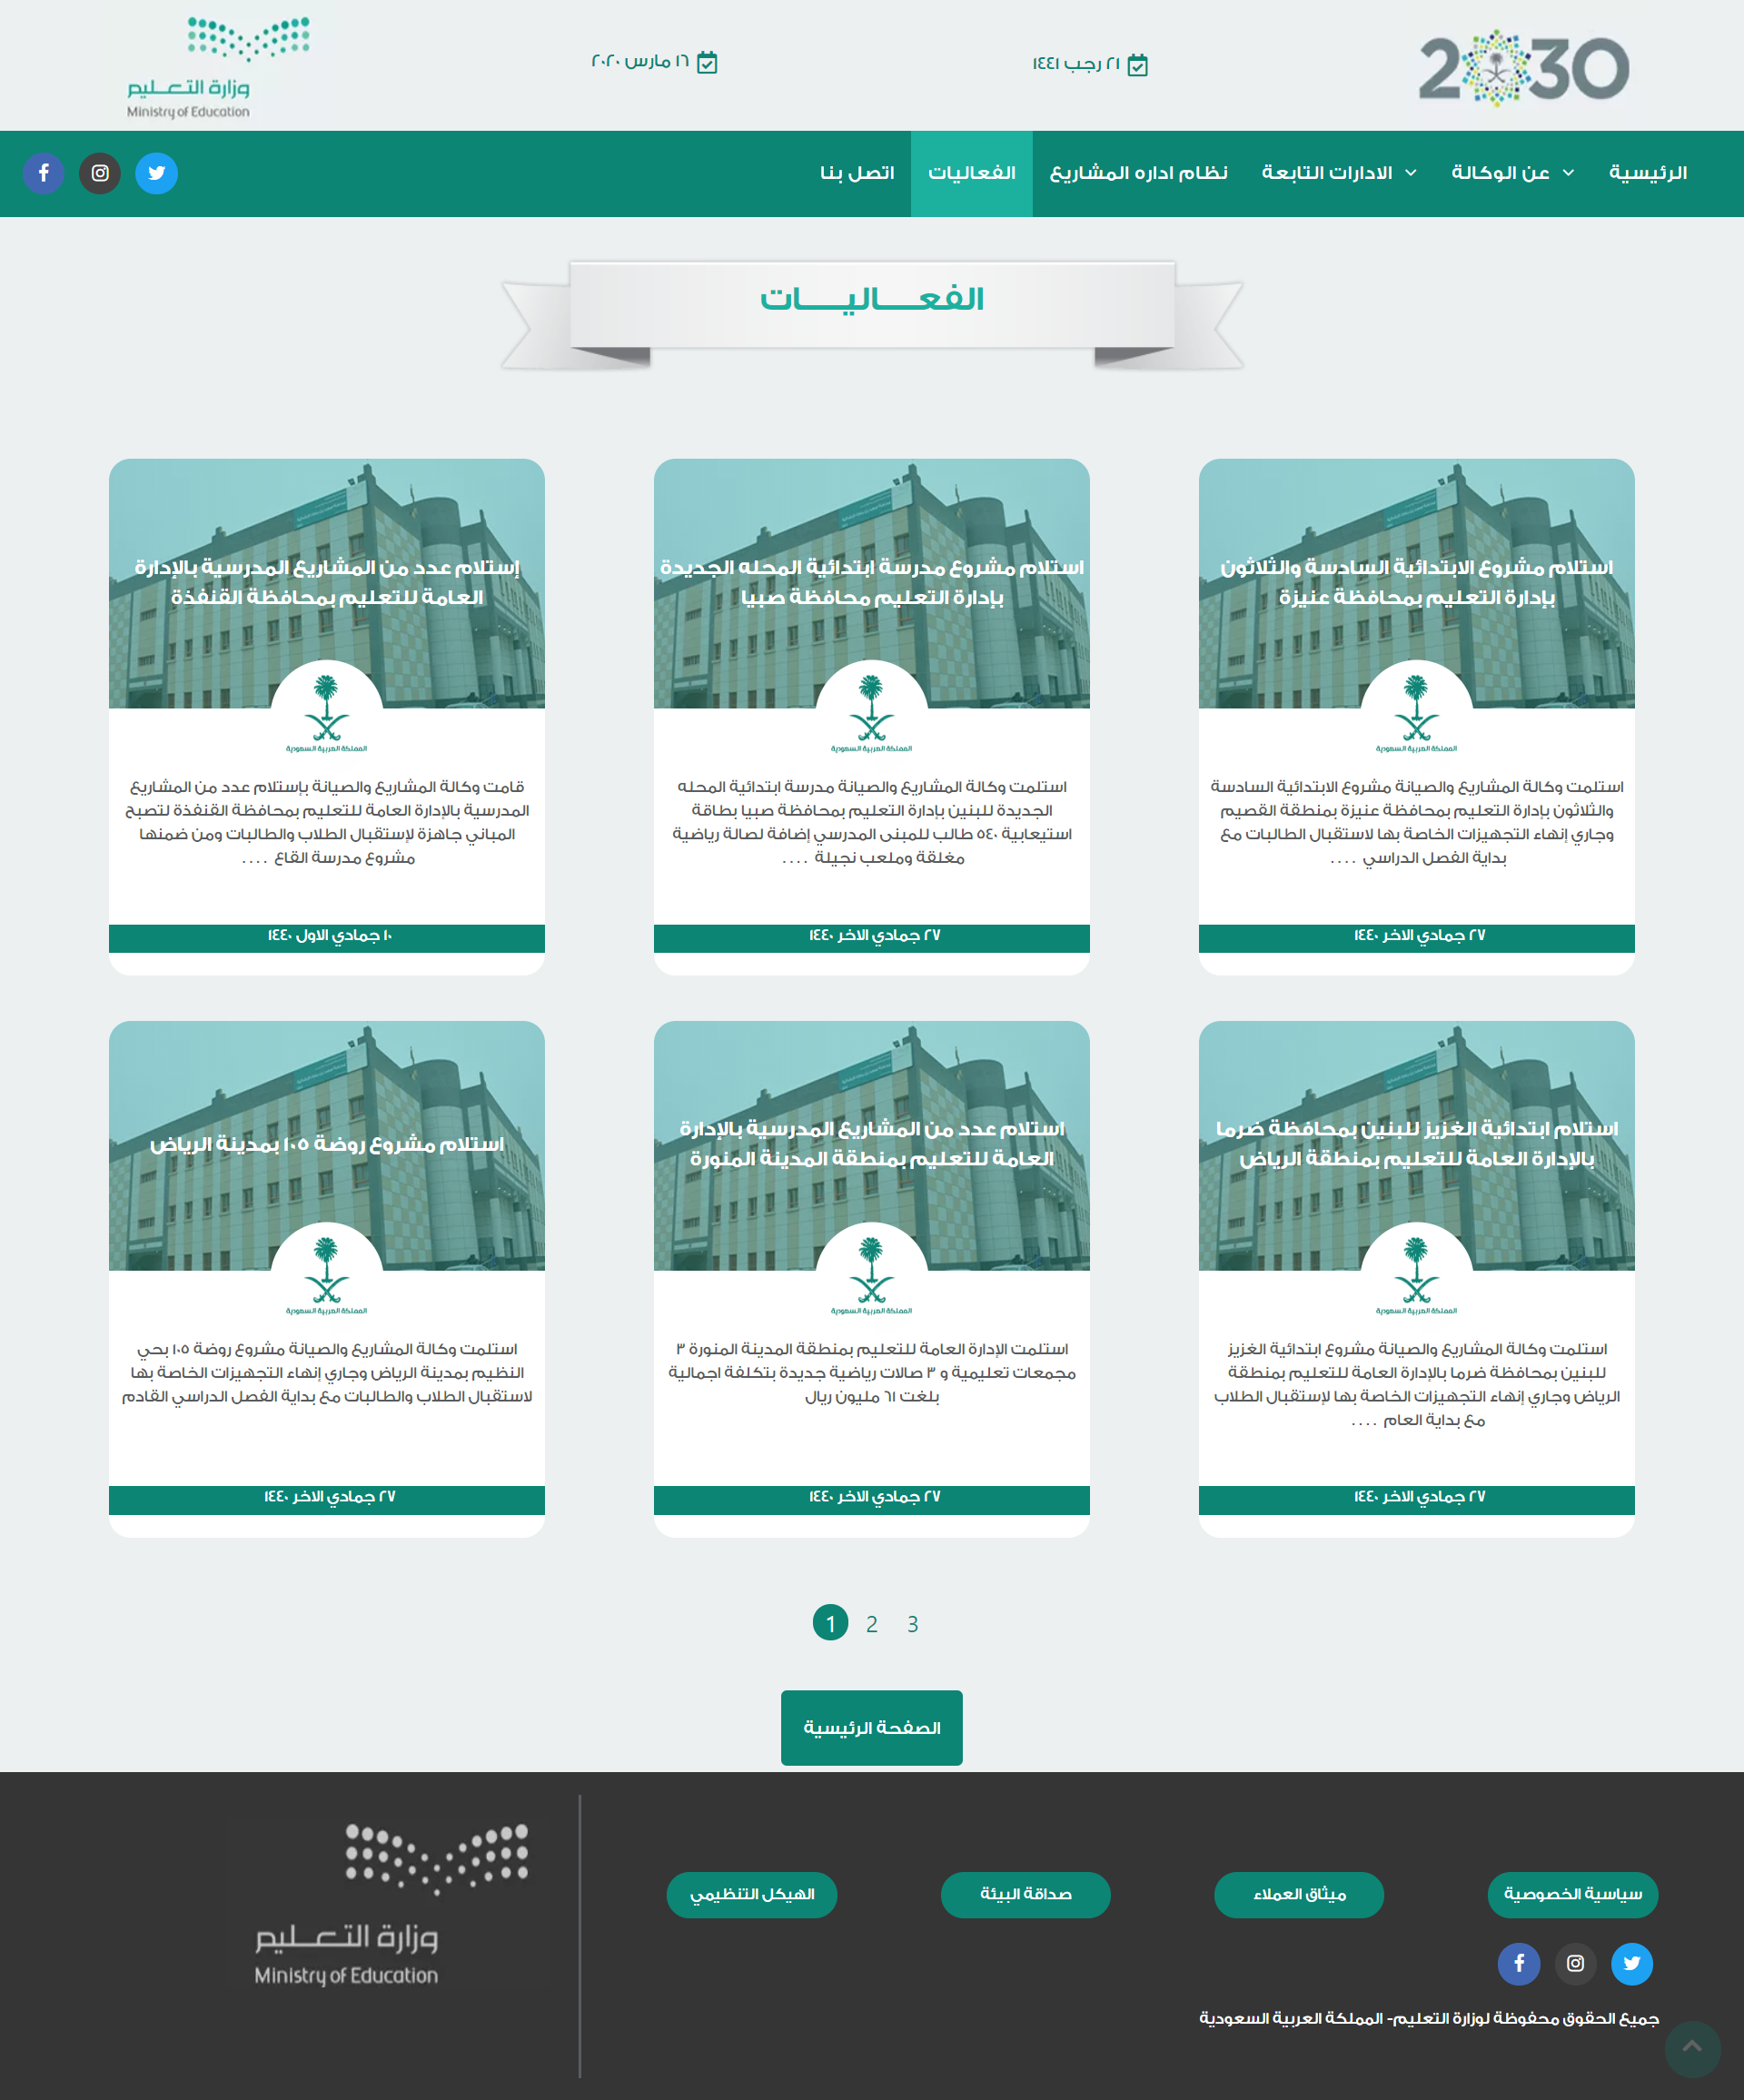 2030
٢١ رجب ١٤٤١
١٦ مارس ٢٠٢٠
وزارة التعـــليم
Ministry of Education
الرئيسية
عن الوكالة
الادارات التابعة
نظام اداره المشاريع
الفعاليات
اتصل بنا
الفعـــــاليـــــات
استلام مشروع الابتدائية السادسة والثلاثون
بإدارة التعليم بمحافظة عنيزة
المملكة العربية السعودية
استلمت وكالة المشاريع والصيانة مشروع الابتدائية السادسة
والثلاثون بإدارة التعليم بمحافظة عنيزة بمنطقة القصيم
وجاري إنهاء التجهيزات الخاصة بها لاستقبال الطالبات مع
بداية الفصل الدراسي ....
٢٧ جمادي الاخر ١٤٤٠
استلام مشروع مدرسة ابتدائية المحله الجديدة
بإدارة التعليم محافظة صبيا
المملكة العربية السعودية
استلمت وكالة المشاريع والصيانة مدرسة ابتدائية المحله
الجديدة للبنين بإدارة التعليم بمحافظة صبيا بطاقة
استيعابية ٥٤٠ طالب للمبنى المدرسي إضافة لصالة رياضية
مغلقة وملعب نجيلة ....
٢٧ جمادي الاخر ١٤٤٠
إستلام عدد من المشاريع المدرسية بالإدارة
العامة للتعليم بمحافظة القنفذة
المملكة العربية السعودية
قامت وكالة المشاريع والصيانة بإستلام عدد من المشاريع
المدرسية بالإدارة العامة للتعليم بمحافظة القنفذة لتصبح
المباني جاهزة لإستقبال الطلاب والطالبات ومن ضمنها
مشروع مدرسة القاع ....
١٠ جمادي الاول ١٤٤٠
استلام ابتدائية الغزيز للبنين بمحافظة ضرما
بالإدارة العامة للتعليم بمنطقة الرياض
المملكة العربية السعودية
استلمت وكالة المشاريع والصيانة مشروع ابتدائية الغزيز
للبنين بمحافظة ضرما بالإدارة العامة للتعليم بمنطقة
الرياض وجاري إنهاء التجهيزات الخاصة بها لإستقبال الطلاب
مع بداية العام ....
٢٧ جمادي الاخر ١٤٤٠
استلام عدد من المشاريع المدرسية بالإدارة
العامة للتعليم بمنطقة المدينة المنورة
المملكة العربية السعودية
استلمت الإدارة العامة للتعليم بمنطقة المدينة المنورة ٣
مجمعات تعليمية و ٣ صالات رياضية جديدة بتكلفة اجمالية
بلغت ٦١ مليون ريال
٢٧ جمادي الاخر ١٤٤٠
استلام مشروع روضة ١٠٥ بمدينة الرياض
المملكة العربية السعودية
استلمت وكالة المشاريع والصيانة مشروع روضة ١٠٥ بحي
النظيم بمدينة الرياض وجاري إنهاء التجهيزات الخاصة بها
لاستقبال الطلاب والطالبات مع بداية الفصل الدراسي القادم
٢٧ جمادي الاخر ١٤٤٠
1 2 3
الصفحة الرئيسية
سياسية الخصوصية
ميثاق العملاء
صداقة البيئة
الهيكل التنظيمي
جميع الحقوق محفوظة لوزارة التعليم- المملكة العربية السعودية
وزارة التعـــليم
Ministry of Education